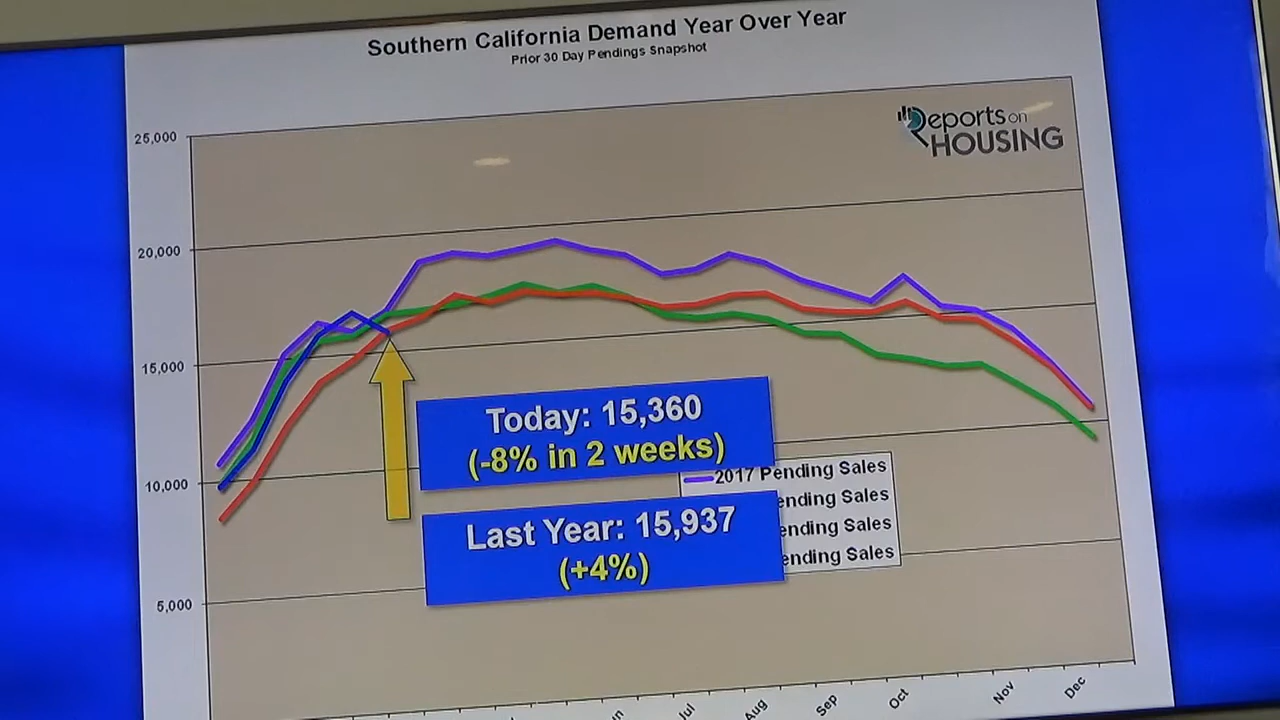 Southern California Demand Year Over Year
Prior 30 Day Pendings Snapshot
Reports on
HOUSING
25,000
20,000
15,000
10,000
5,000
Today: 15,360
(-8% in 2 weeks)
Last Year: 15,937
(+4%)
2017 Pending Sales
ending Sales
ending Sales
ending Sales
Jul
Aug
Sep
Oct
Nov
Dec